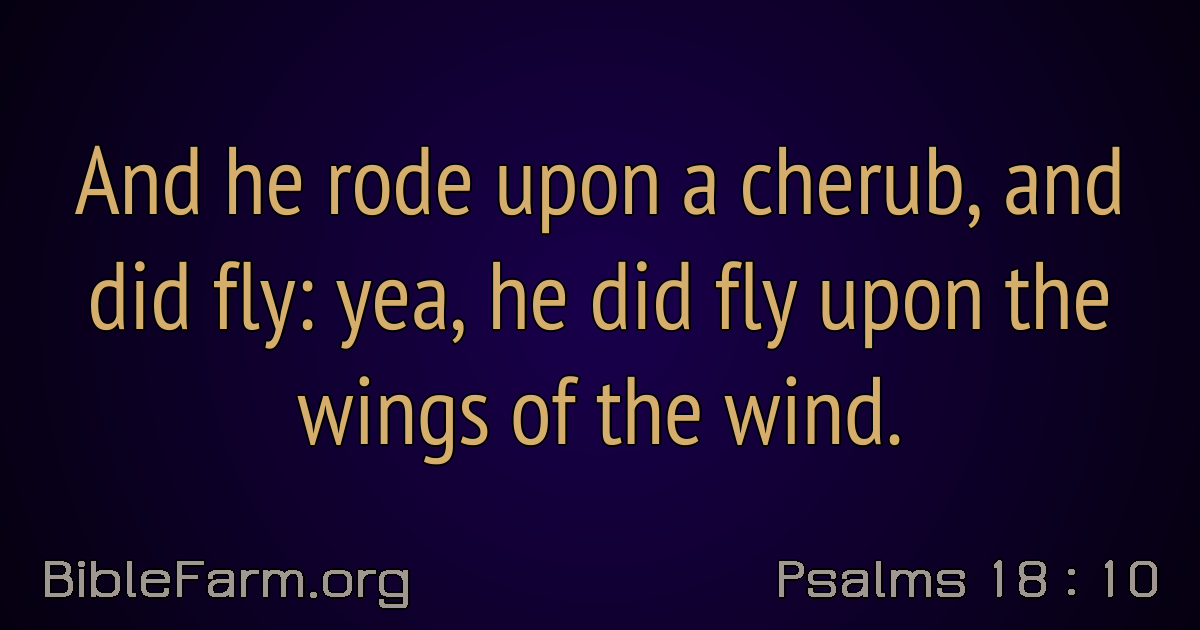 And he rode upon a cherub, and
did fly: yea, he did fly upon the
wings of the wind.
BibleFarm.org
Psalms 18 : 10